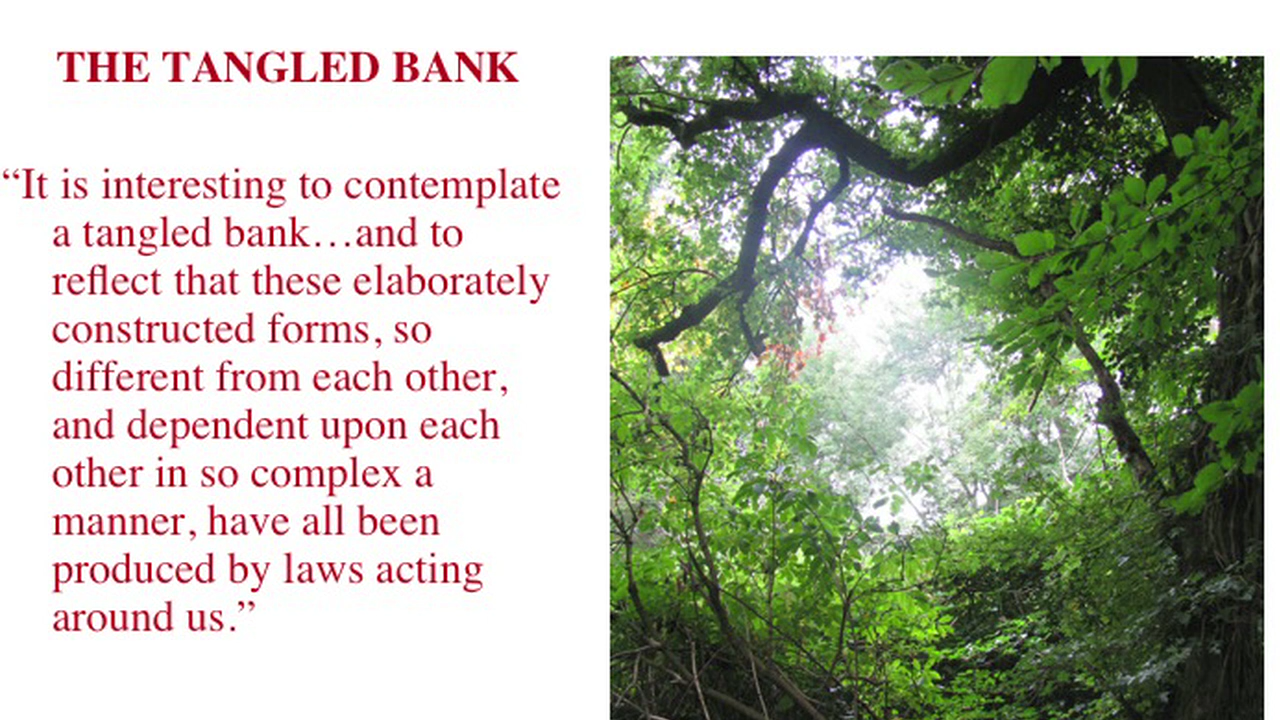 THE TANGLED BANK
“It is interesting to contemplate
a tangled bank…and to
reflect that these elaborately
constructed forms, so
different from each other,
and dependent upon each
other in so complex a
manner, have all been
produced by laws acting
around us.”